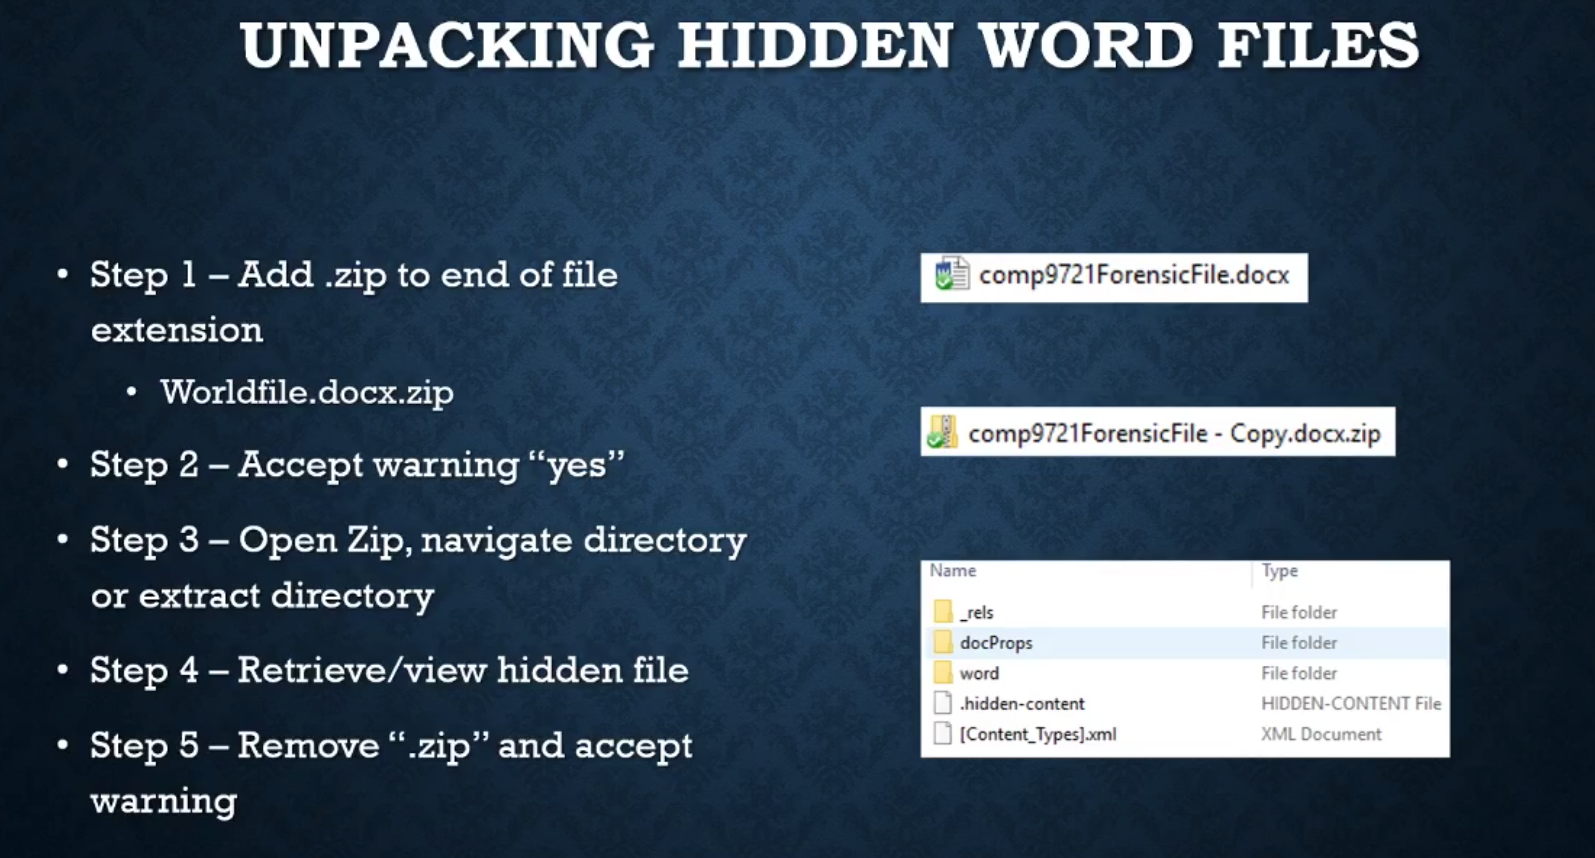 UNPACKING HIDDEN WORD FILES
• Step 1 – Add .zip to end of file
extension
• Worldfile.docx.zip
• Step 2 – Accept warning “yes”
• Step 3 – Open Zip, navigate directory
or extract directory
• Step 4 – Retrieve/view hidden file
• Step 5 – Remove “.zip” and accept
warning
comp9721ForensicFile.docx
comp9721ForensicFile - Copy.docx.zip
Name Type
_rels File folder
docProps File folder
word File folder
.hidden-content HIDDEN-CONTENT File
[Content_Types].xml XML Document